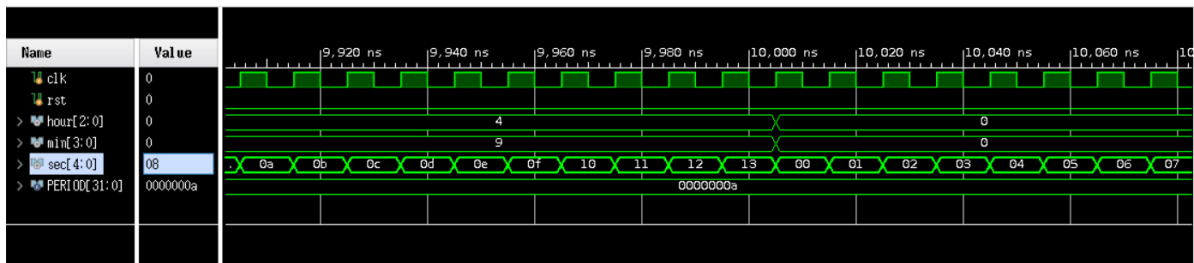 Name Value
9,920 ns 9,940 ns 9,960 ns 9,980 ns 10,000 ns 10,020 ns 10,040 ns 10,060 ns 10
clk 0
rst 0
hour[2:0] 0 4 0
min[3:0] 0 9 0
sec[4:0] 08 . 0a 0b 0c 0d 0e 0f 10 11 12 13 00 01 02 03 04 05 06 07
PERIOD[31:0] 0000000a 0000000a